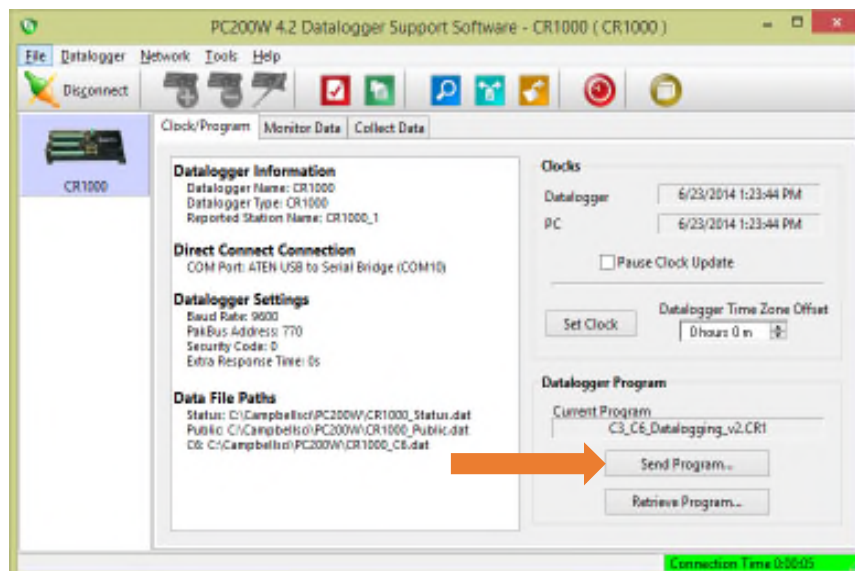 PC200W 4.2 Datalogger Support Software - CR1000 ( CR1000 )
File Datalogger Network Tools Help
Disconnect
CR1000
Clock/Program Monitor Data Collect Data
Datalogger Information
Datalogger Name: CR1000
Datalogger Type: CR1000
Reported Station Name: CR1000_1
Direct Connect Connection
COM Port: ATEN USB to Serial Bridge (COM10)
Datalogger Settings
Baud Rate: 9600
PakBus Address: 770
Security Code: 0
Extra Response Time: 0s
Data File Paths
Status: C:\Campbellsci\PC200W\CR1000_Status.dat
Public: C:\Campbellsci\PC200W\CR1000_Public.dat
C6: C:\Campbellsci\PC200W\CR1000_C6.dat
Clocks
Datalogger 6/23/2014 1:23:44 PM
PC 6/23/2014 1:23:44 PM
Pause Clock Update
Datalogger Time Zone Offset
Set Clock 0 hours 0 m
Datalogger Program
Current Program
C3_C6_Datalogging_v2.CR1
Send Program...
Retrieve Program...
Connection Time 0:00:05